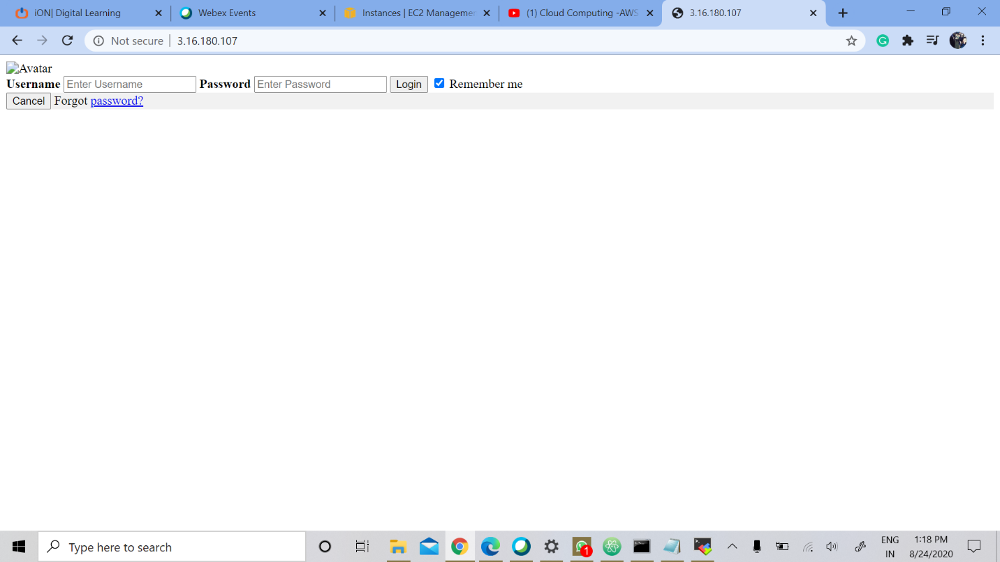 iON| Digital Learning
Webex Events
Instances | EC2 Managemen
(1) Cloud Computing -AWS
3.16.180.107
Not secure 3.16.180.107
Avatar
Username Enter Username Password Enter Password Login Remember me
Cancel Forgot password?
Type here to search
1
ENG
IN
1:18 PM
8/24/2020